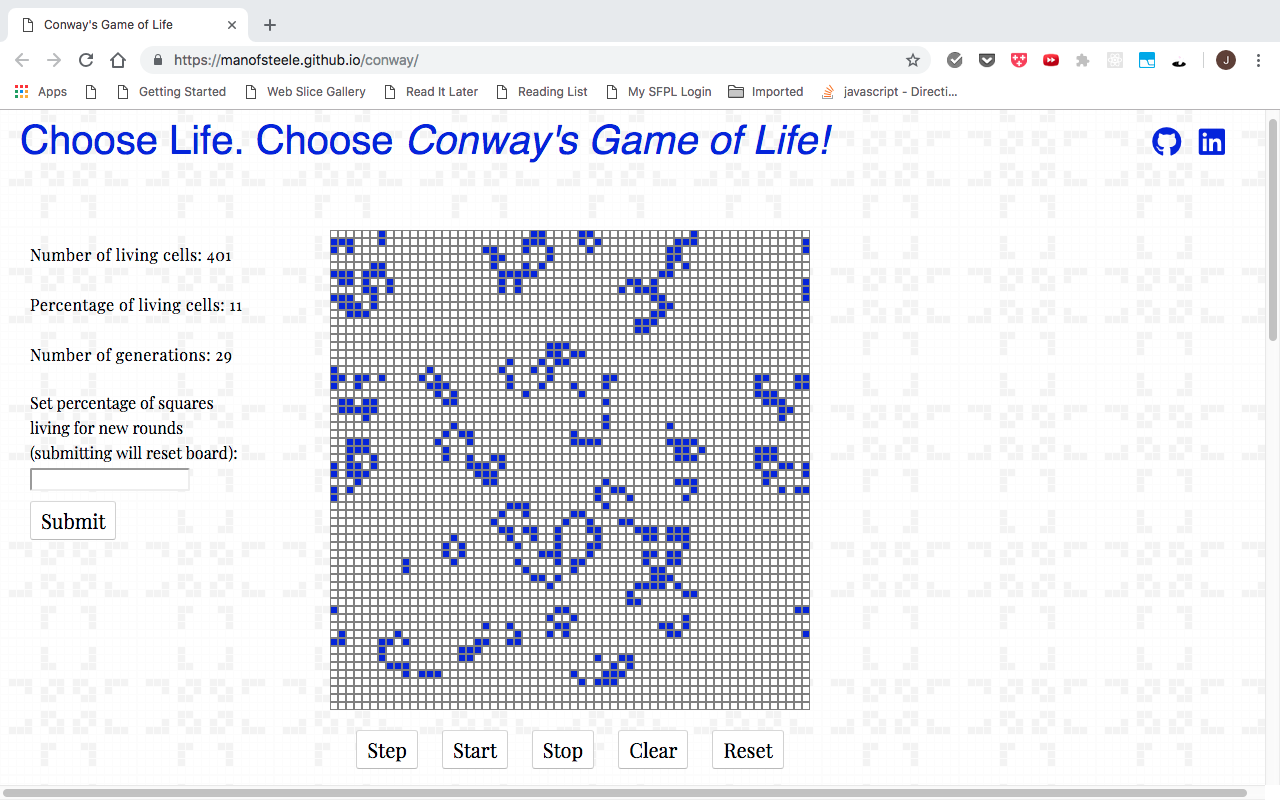 Conway's Game of Life
https://manofsteele.github.io/conway/
J
Apps
Getting Started
Web Slice Gallery
Read It Later
Reading List
My SFPL Login
Imported
javascript - Directi...
Choose Life. Choose Conway's Game of Life!
in
Number of living cells: 401
Percentage of living cells: 11
Number of generations: 29
Set percentage of squares
living for new rounds
(submitting will reset board):
Submit
Step
Start
Stop
Clear
Reset